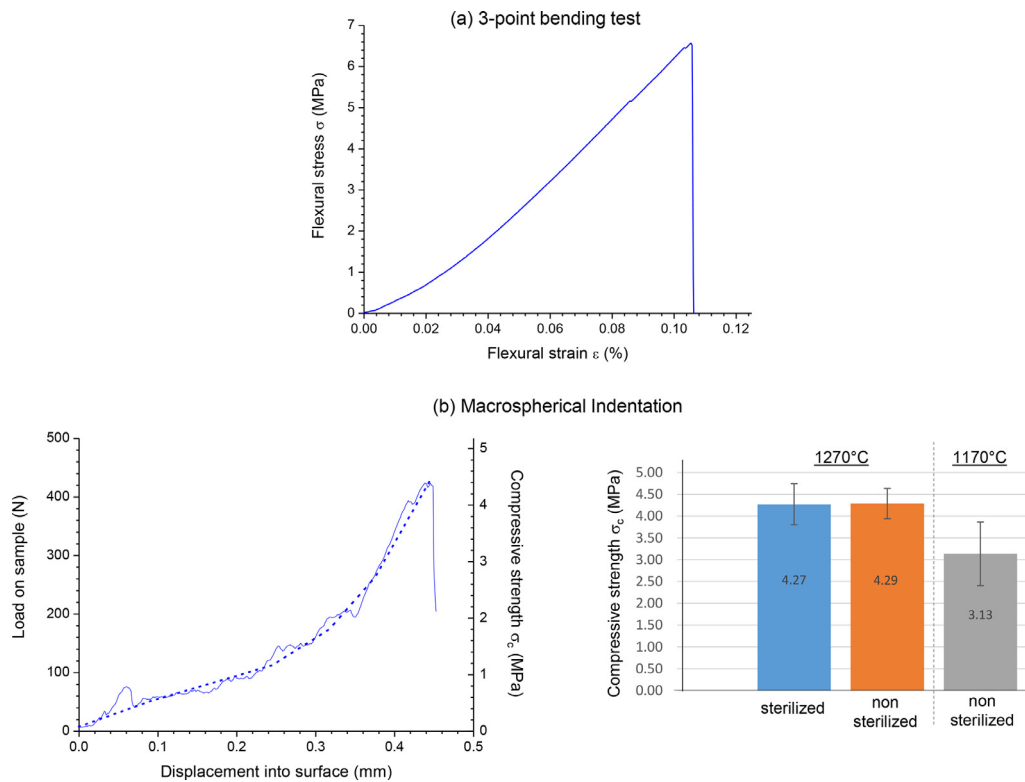 (a) 3-point bending test
7
6
5
4
3
2
1
0
Flexural stress σ (MPa)
0.00 0.02 0.04 0.06 0.08 0.10 0.12
Flexural strain ε (%)
(b) Macrospherical Indentation
500
400
300
200
100
0
Load on sample (N)
5
4
3
2
1
0
Compressive strength σc (MPa)
0.0 0.1 0.2 0.3 0.4 0.5
Displacement into surface (mm)
1270°C 1170°C
5.00
4.50
4.00
3.50
3.00
2.50
2.00
1.50
1.00
0.50
0.00
Compressive strength σc (MPa)
4.27 4.29 3.13
sterilized
non
sterilized
non
sterilized